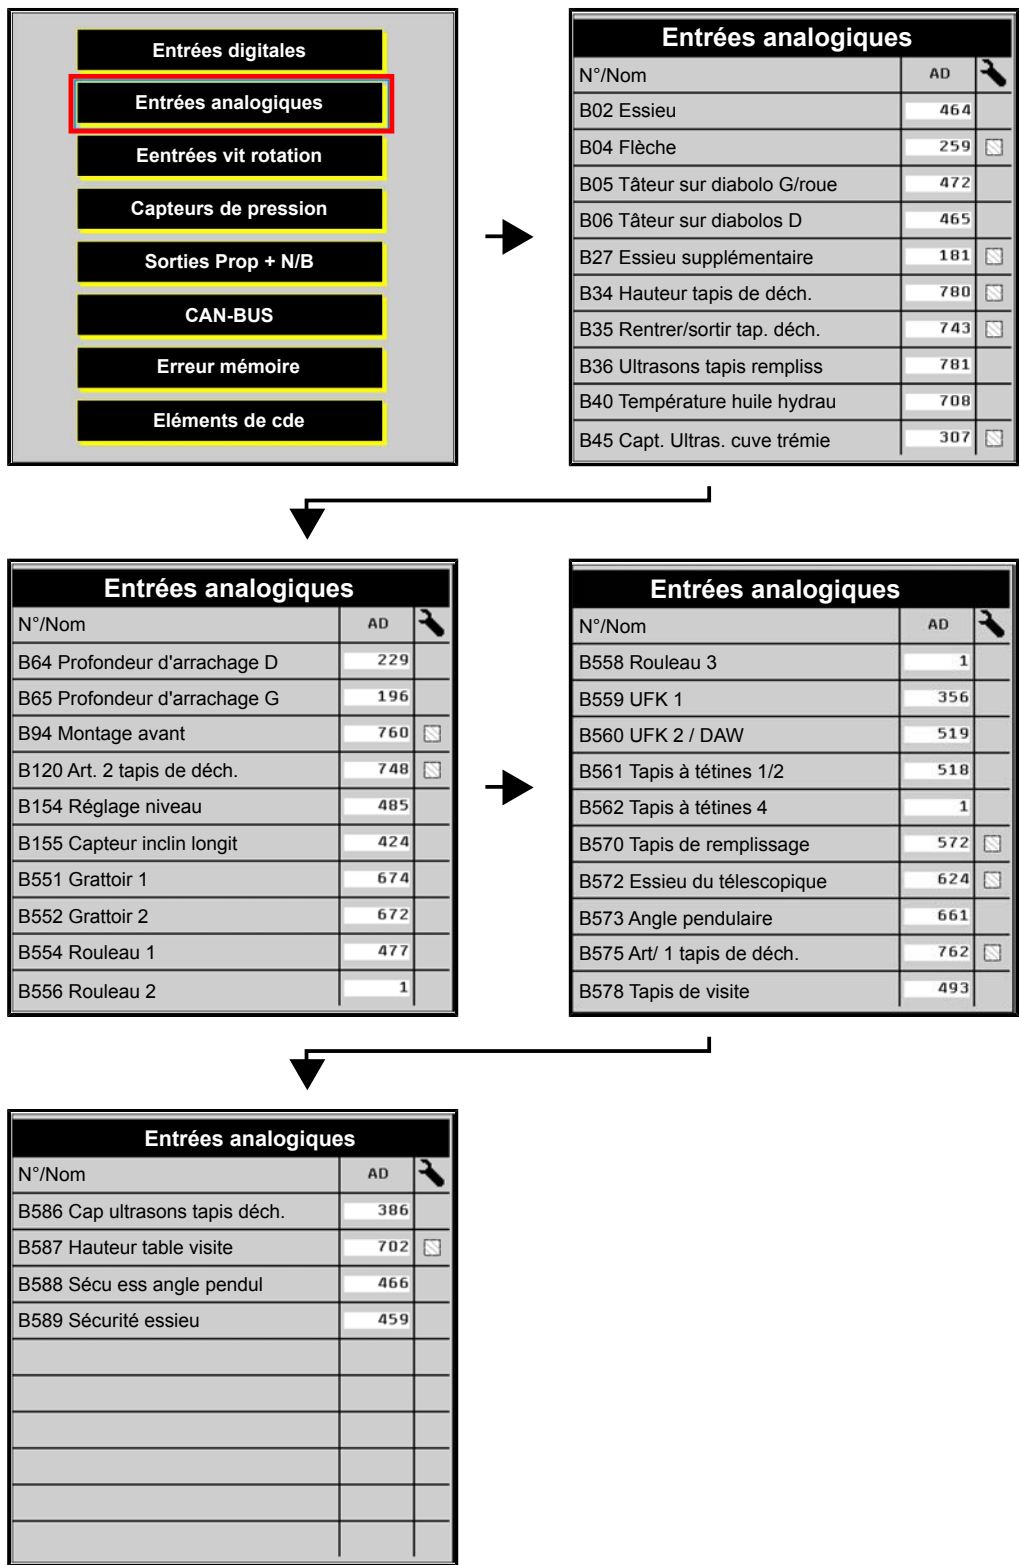 Entrées digitales
Entrées analogiques
Eentrées vit rotation
Capteurs de pression
Sorties Prop + N/B
CAN-BUS
Erreur mémoire
Eléments de cde
Entrées analogiques
N°/Nom AD
B02 Essieu 464
B04 Flèche 259
B05 Tâteur sur diabolo G/roue 472
B06 Tâteur sur diabolos D 465
B27 Essieu supplémentaire 181
B34 Hauteur tapis de déch. 780
B35 Rentrer/sortir tap. déch. 743
B36 Ultrasons tapis rempliss 781
B40 Température huile hydrau 708
B45 Capt. Ultras. cuve trémie 307
Entrées analogiques
N°/Nom AD
B64 Profondeur d'arrachage D 229
B65 Profondeur d'arrachage G 196
B94 Montage avant 760
B120 Art. 2 tapis de déch. 748
B154 Réglage niveau 485
B155 Capteur inclin longit 424
B551 Grattoir 1 674
B552 Grattoir 2 672
B554 Rouleau 1 477
B556 Rouleau 2 1
Entrées analogiques
N°/Nom AD
B558 Rouleau 3 1
B559 UFK 1 356
B560 UFK 2 / DAW 519
B561 Tapis à tétines 1/2 518
B562 Tapis à tétines 4 1
B570 Tapis de remplissage 572
B572 Essieu du télescopique 624
B573 Angle pendulaire 661
B575 Art/ 1 tapis de déch. 762
B578 Tapis de visite 493
Entrées analogiques
N°/Nom AD
B586 Cap ultrasons tapis déch. 386
B587 Hauteur table visite 702
B588 Sécu ess angle pendul 466
B589 Sécurité essieu 459